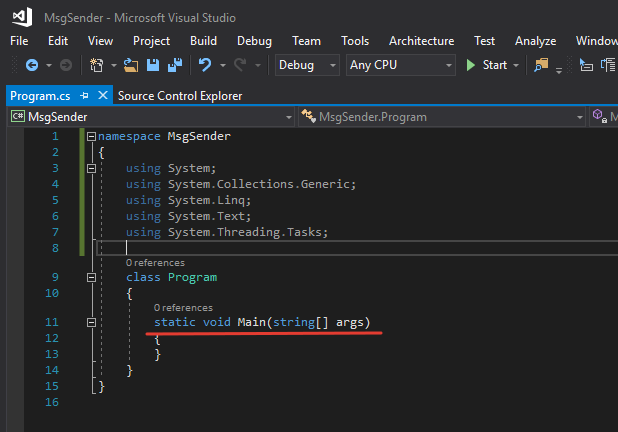 MsgSender - Microsoft Visual Studio
File Edit View Project Build Debug Team Tools Architecture Test Analyze Window
Debug Any CPU Start
Program.cs Source Control Explorer
C# MsgSender MsgSender.Program M
1 namespace MsgSender
2 {
3 using System;
4 using System.Collections.Generic;
5 using System.Linq;
6 using System.Text;
7 using System.Threading.Tasks;
8
0 references
9 class Program
10 {
0 references
11 static void Main(string[] args)
12 {
13 }
14 }
15 }
16